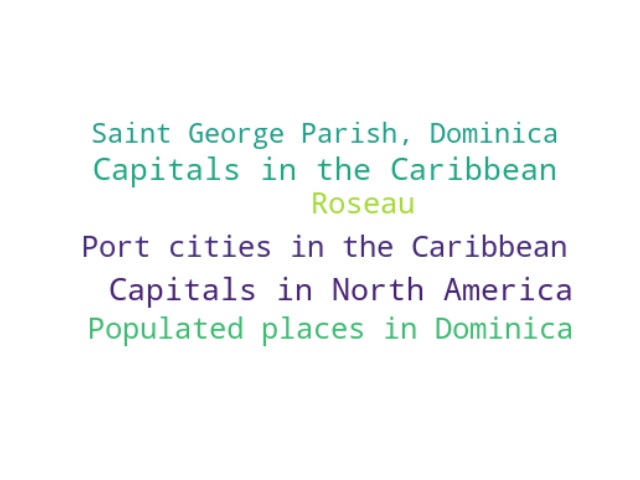 Saint George Parish, Dominica
Capitals in the Caribbean
Roseau
Port cities in the Caribbean
Capitals in North America
Populated places in Dominica